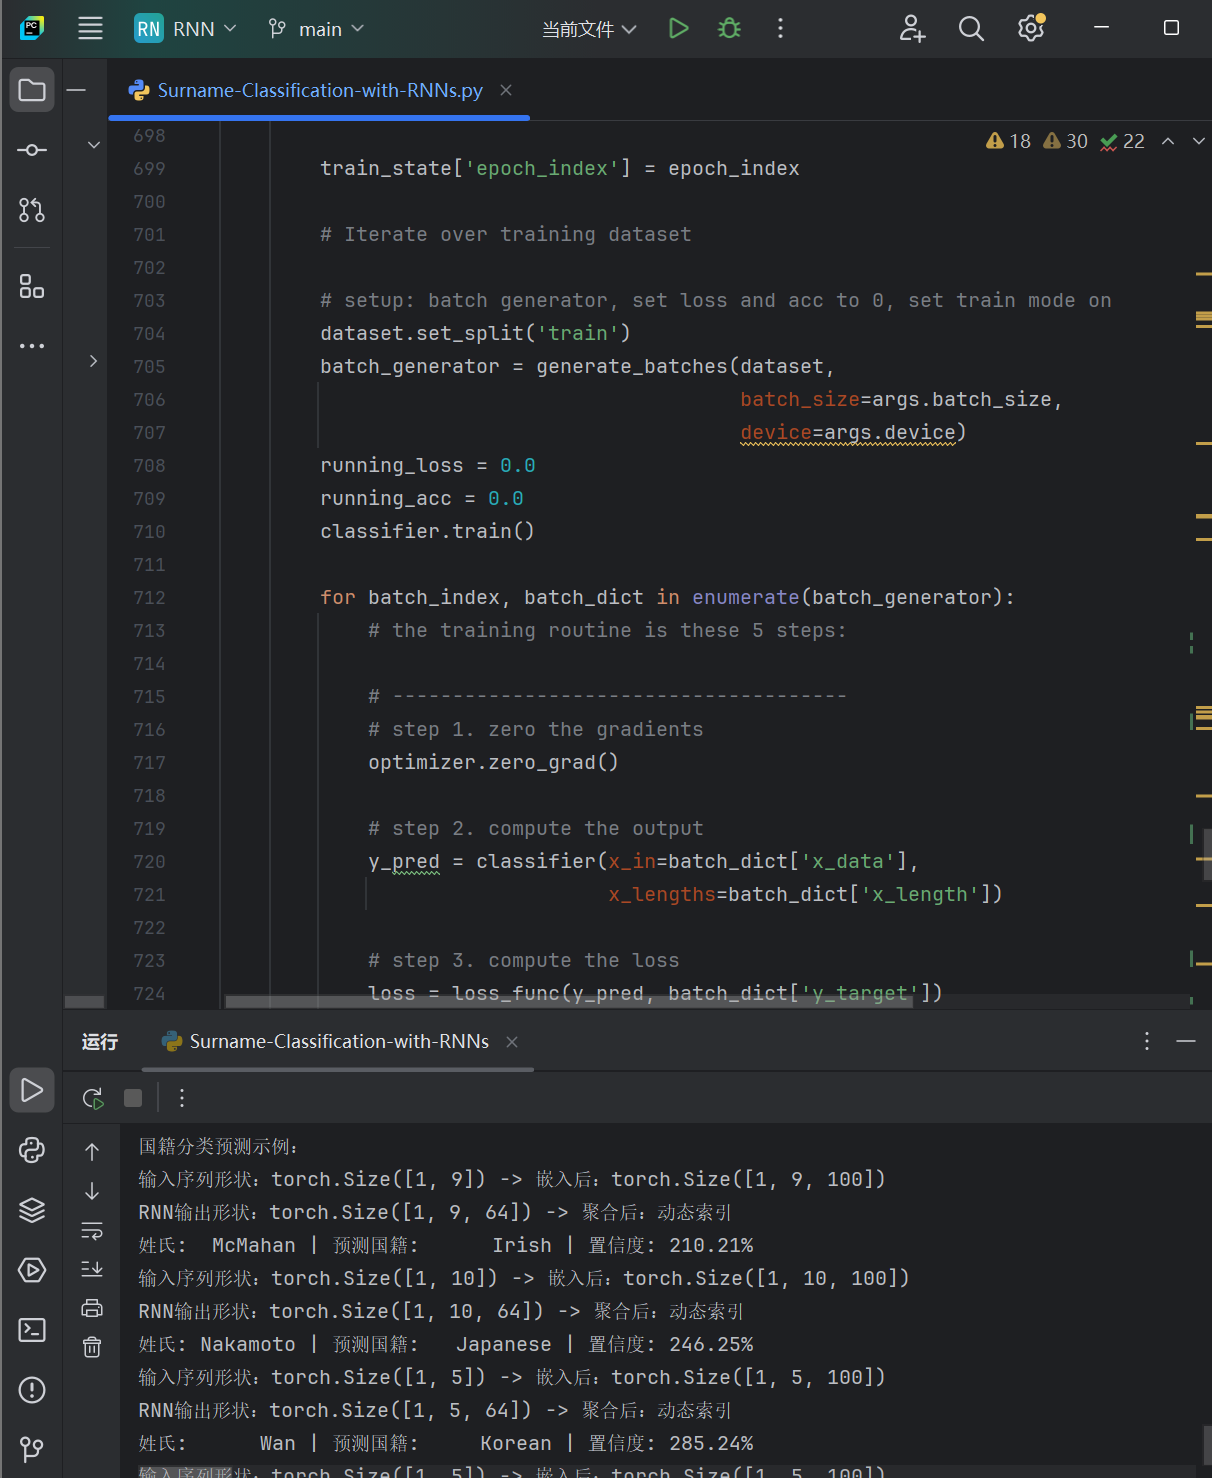 PC
RN RNN main 当前文件
Surname-Classification-with-RNNs.py
18 30 22
698
699 train_state['epoch_index'] = epoch_index
700
701 # Iterate over training dataset
702
703 # setup: batch generator, set loss and acc to 0, set train mode on
704 dataset.set_split('train')
705 batch_generator = generate_batches(dataset,
706 batch_size=args.batch_size,
707 device=args.device)
708 running_loss = 0.0
709 running_acc = 0.0
710 classifier.train()
711
712 for batch_index, batch_dict in enumerate(batch_generator):
713 # the training routine is these 5 steps:
714
715 # --------------------------------------
716 # step 1. zero the gradients
717 optimizer.zero_grad()
718
719 # step 2. compute the output
720 y_pred = classifier(x_in=batch_dict['x_data'],
721 x_lengths=batch_dict['x_length'])
722
723 # step 3. compute the loss
724 loss = loss_func(y_pred, batch_dict['y_target'])
运行 Surname-Classification-with-RNNs
国籍分类预测示例：
输入序列形状：torch.Size([1, 9]) -> 嵌入后：torch.Size([1, 9, 100])
RNN输出形状：torch.Size([1, 9, 64]) -> 聚合后：动态索引
姓氏:  McMahan | 预测国籍:      Irish | 置信度: 210.21%
输入序列形状：torch.Size([1, 10]) -> 嵌入后：torch.Size([1, 10, 100])
RNN输出形状：torch.Size([1, 10, 64]) -> 聚合后：动态索引
姓氏: Nakamoto | 预测国籍:   Japanese | 置信度: 246.25%
输入序列形状：torch.Size([1, 5]) -> 嵌入后：torch.Size([1, 5, 100])
RNN输出形状：torch.Size([1, 5, 64]) -> 聚合后：动态索引
姓氏:      Wan | 预测国籍:     Korean | 置信度: 285.24%
输入序列形状：torch.Size([1, 5]) -> 嵌入后：torch.Size([1, 5, 100])